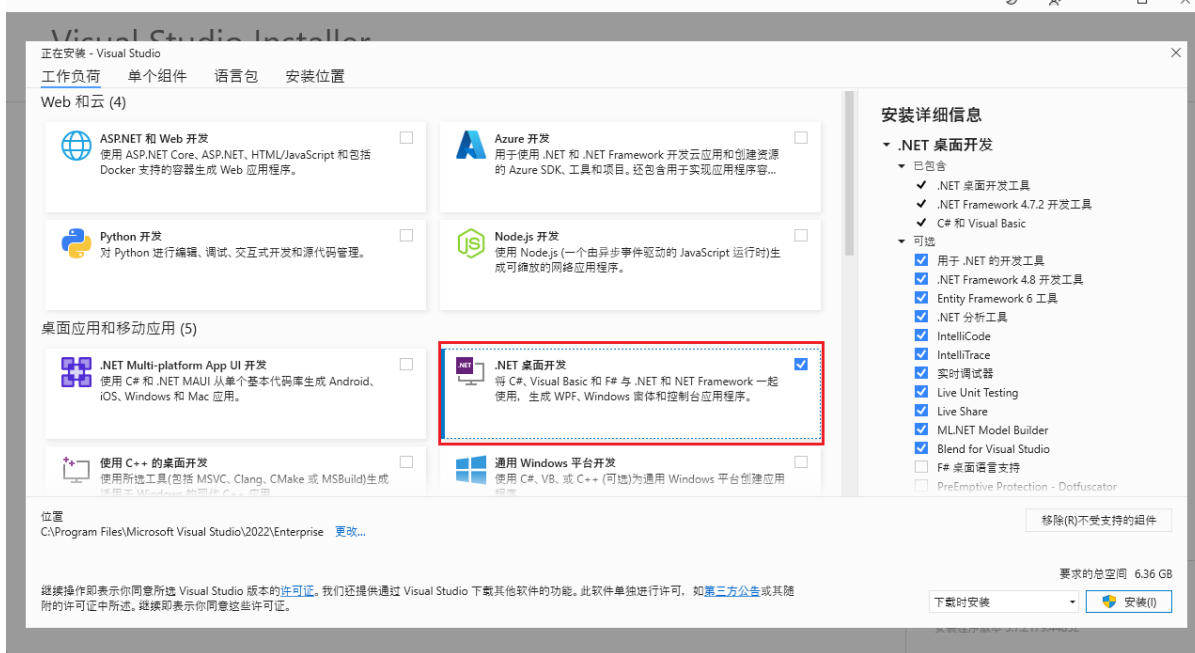 Visual Studio Installer
正在安装 - Visual Studio
工作负荷 单个组件 语言包 安装位置
Web 和云 (4)
ASP.NET 和 Web 开发
使用 ASP.NET Core、ASP.NET、HTML/JavaScript 和包括
Docker 支持的容器生成 Web 应用程序。
Azure 开发
用于使用 .NET 和 .NET Framework 开发云应用和创建资源
的 Azure SDK、工具和项目。还包含用于实现应用程序容...
Python 开发
对 Python 进行编辑、调试、交互式开发和源代码管理。
Node.js 开发
使用 Node.js (一个由异步事件驱动的 JavaScript 运行时)生
成可缩放的网络应用程序。
桌面应用和移动应用 (5)
.NET Multi-platform App UI 开发
使用 C# 和 .NET MAUI 从单个基本代码库生成 Android、
iOS、Windows 和 Mac 应用。
.NET
.NET 桌面开发
将 C#、Visual Basic 和 F# 与 .NET 和 NET Framework 一起
使用，生成 WPF、Windows 窗体和控制台应用程序。
使用 C++ 的桌面开发
使用所选工具(包括 MSVC、Clang、CMake 或 MSBuild)生成
适用于 Windows 的现代 C++ 应用
通用 Windows 平台开发
使用 C#、VB、或 C++ (可选)为通用 Windows 平台创建应用
程序。
安装详细信息
.NET 桌面开发
已包含
.NET 桌面开发工具
.NET Framework 4.7.2 开发工具
C# 和 Visual Basic
可选
用于 .NET 的开发工具
.NET Framework 4.8 开发工具
Entity Framework 6 工具
.NET 分析工具
IntelliCode
IntelliTrace
实时调试器
Live Unit Testing
Live Share
ML.NET Model Builder
Blend for Visual Studio
F# 桌面语言支持
PreEmptive Protection - Dotfuscator
位置
C:\Program Files\Microsoft Visual Studio\2022\Enterprise 更改...
移除(R)不受支持的组件
要求的总空间 6.36 GB
继续操作即表示你同意所选 Visual Studio 版本的许可证。我们还提供通过 Visual Studio 下载其他软件的功能。此软件单独进行许可，如第三方公告或其随
附的许可证中所述。继续即表示你同意这些许可证。
下载时安装
安装(I)